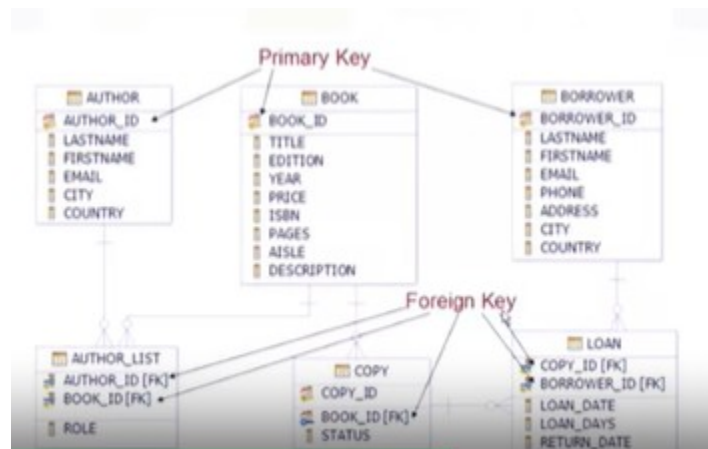 Primary Key
AUTHOR
AUTHOR_ID
LASTNAME
FIRSTNAME
EMAIL
CITY
COUNTRY
BOOK
BOOK_ID
TITLE
EDITION
YEAR
PRICE
ISBN
PAGES
AISLE
DESCRIPTION
BORROWER
BORROWER_ID
LASTNAME
FIRSTNAME
EMAIL
PHONE
ADDRESS
CITY
COUNTRY
Foreign Key
AUTHOR_LIST
AUTHOR_ID [FK]
BOOK_ID [FK]
ROLE
COPY
COPY_ID
BOOK_ID [FK]
STATUS
LOAN
COPY_ID [FK]
BORROWER_ID [FK]
LOAN_DATE
LOAN_DAYS
RETURN_DATE